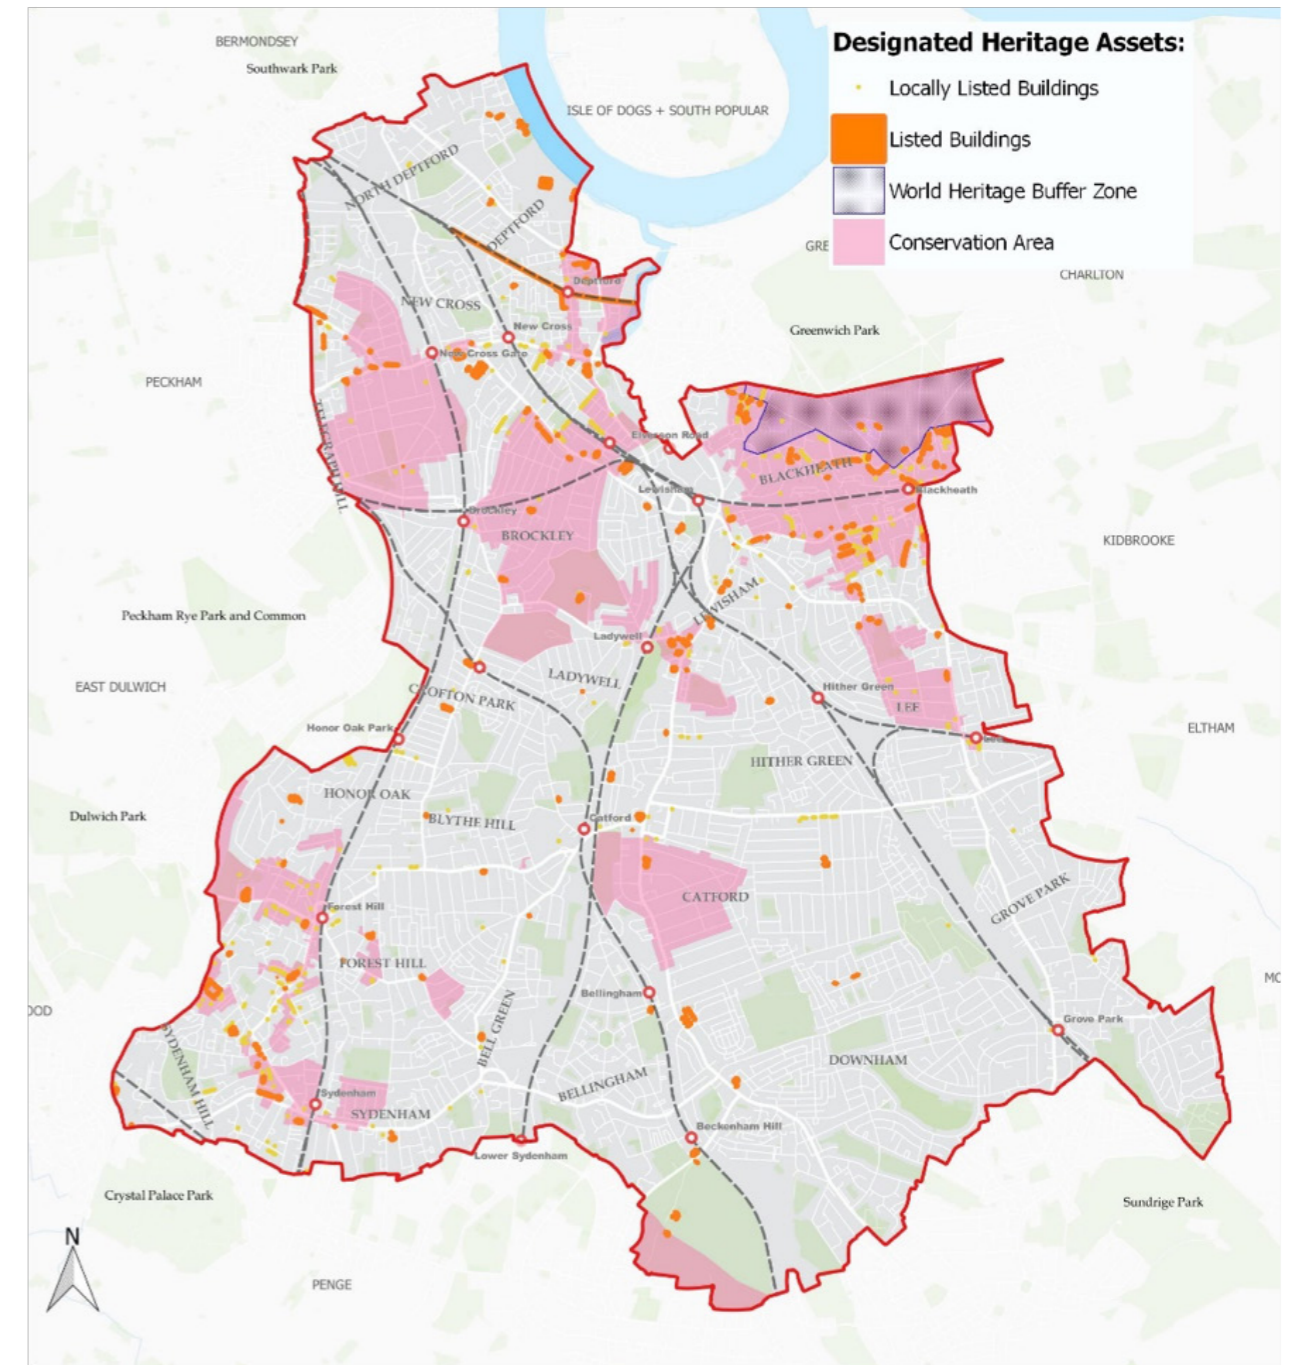 Designated Heritage Assets:
Locally Listed Buildings
Listed Buildings
World Heritage Buffer Zone
Conservation Area
BERMONDSEY
Southwark Park
ISLE OF DOGS + SOUTH POPULAR
NORTH DEPTFORD
DEPTFORD
GRE
CHARLTON
Deptford
NEW CROSS
New Cross
Greenwich Park
New Cross Gate
PECKHAM
TELEGRAPH HILL
Elverson Road
BLACKHEATH
Lewisham
Blackheath
Brockley
BROCKLEY
KIDBROOKE
LEWISHAM
Peckham Rye Park and Common
Ladywell
LADYWELL
EAST DULWICH
CROFTON PARK
Hither Green
LEE
Honor Oak Park
ELTHAM
Lee
HITHER GREEN
HONOR OAK
Dulwich Park
BLYTHE HILL
Catford
CATFORD
GROVE PARK
Forest Hill
FOREST HILL
MO
Bellingham
OOD
Grove Park
BELL GREEN
SYDENHAM HILL
DOWNHAM
BELLINGHAM
Sydenham
SYDENHAM
Beckenham Hill
Lower Sydenham
Crystal Palace Park
Sundrige Park
N
PENGE